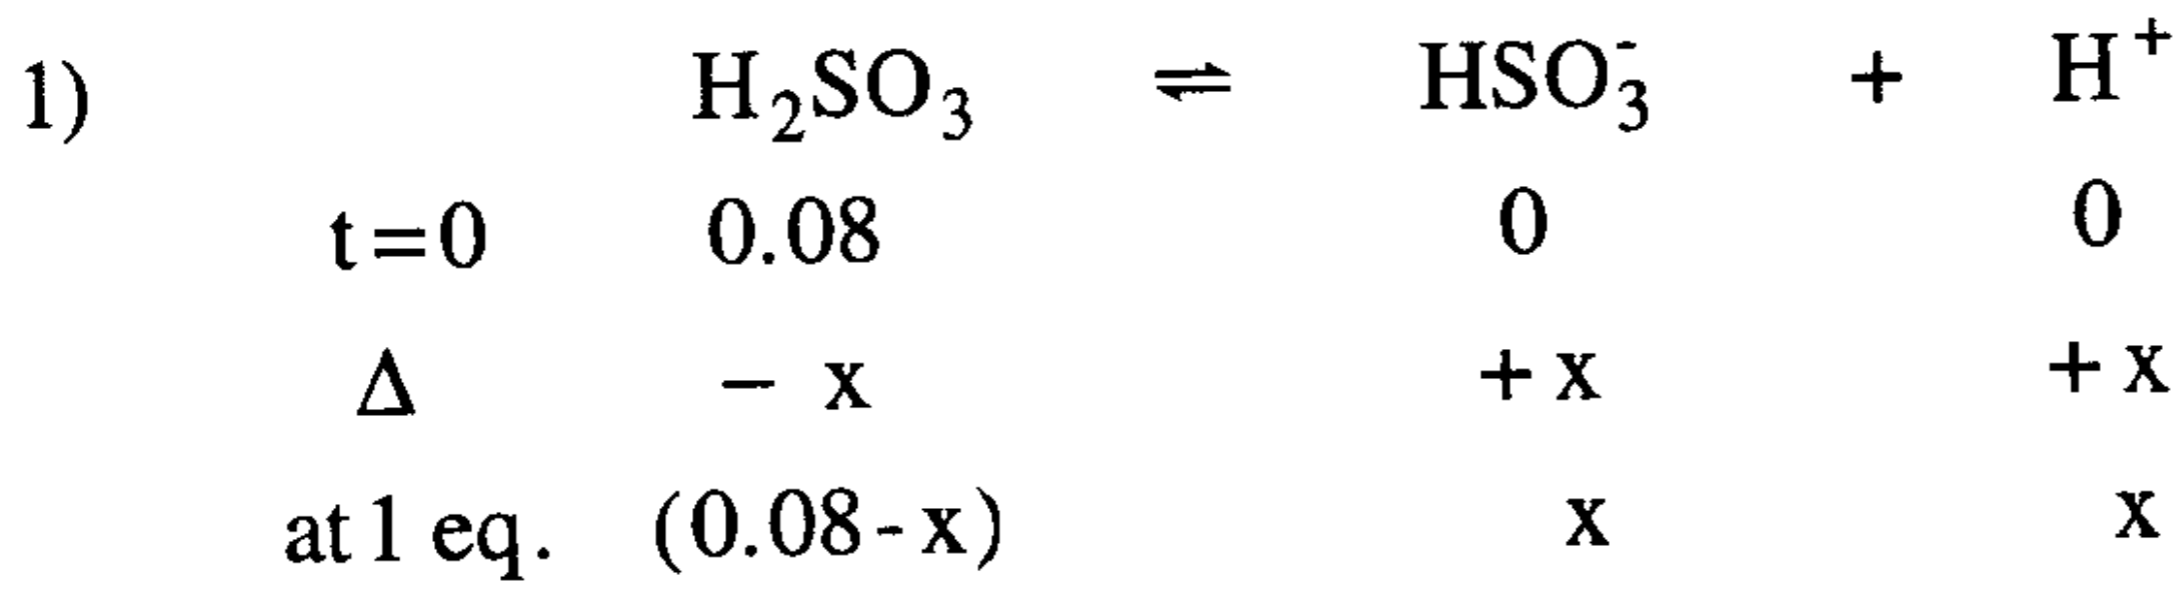 1) H₂SO₃ ⇌ HSO₃⁻ + H⁺
t=0 0.08 0 0
Δ − x + x + x
at 1 eq. (0.08-x) x x